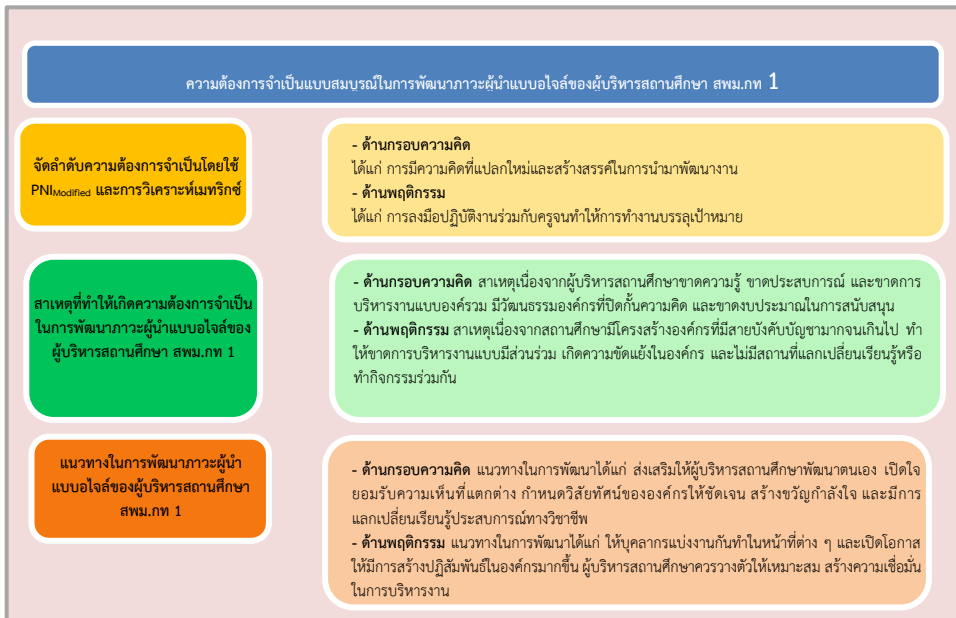 ความต้องการจำเป็นแบบสมบูรณ์ในการพัฒนาภาวะผู้นำแบบอไจล์ของผู้บริหารสถานศึกษา สพม.กท 1
จัดลำดับความต้องการจำเป็นโดยใช้
PNIModified และการวิเคราะห์เมทริกซ์
- ด้านกรอบความคิด
ได้แก่ การมีความคิดที่แปลกใหม่และสร้างสรรค์ในการนำมาพัฒนางาน
- ด้านพฤติกรรม
ได้แก่ การลงมือปฏิบัติงานร่วมกับครูจนทำให้การทำงานบรรลุเป้าหมาย
สาเหตุที่ทำให้เกิดความต้องการจำเป็น
ในการพัฒนาภาวะผู้นำแบบอไจล์ของ
ผู้บริหารสถานศึกษา สพม.กท 1
- ด้านกรอบความคิด สาเหตุเนื่องจากผู้บริหารสถานศึกษาขาดความรู้ ขาดประสบการณ์ และขาดการ
บริหารงานแบบองค์รวม มีวัฒนธรรมองค์กรที่ปิดกั้นความคิด และขาดงบประมาณในการสนับสนุน
- ด้านพฤติกรรม สาเหตุเนื่องจากสถานศึกษามีโครงสร้างองค์กรที่มีสายบังคับบัญชามากจนเกินไป ทำ
ให้ขาดการบริหารงานแบบมีส่วนร่วม เกิดความขัดแย้งในองค์กร และไม่มีสถานที่แลกเปลี่ยนเรียนรู้หรือ
ทำกิจกรรมร่วมกัน
แนวทางในการพัฒนาภาวะผู้นำ
แบบอไจล์ของผู้บริหารสถานศึกษา
สพม.กท 1
- ด้านกรอบความคิด แนวทางในการพัฒนาได้แก่ ส่งเสริมให้ผู้บริหารสถานศึกษาพัฒนาตนเอง เปิดใจ
ยอมรับความเห็นที่แตกต่าง กำหนดวิสัยทัศน์ขององค์กรให้ชัดเจน สร้างขวัญกำลังใจ และมีการ
แลกเปลี่ยนเรียนรู้ประสบการณ์ทางวิชาชีพ
- ด้านพฤติกรรม แนวทางในการพัฒนาได้แก่ ให้บุคลากรแบ่งงานกันทำในหน้าที่ต่าง ๆ และเปิดโอกาส
ให้มีการสร้างปฏิสัมพันธ์ในองค์กรมากขึ้น ผู้บริหารสถานศึกษาควรวางตัวให้เหมาะสม สร้างความเชื่อมั่น
ในการบริหารงาน